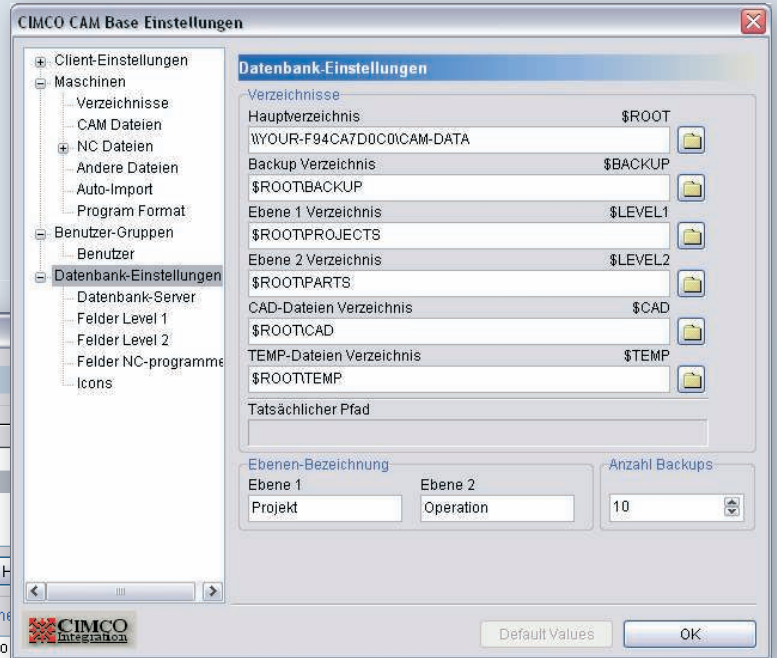 CIMCO CAM Base Einstellungen
Client-Einstellungen
Maschinen
Verzeichnisse
CAM Dateien
NC Dateien
Andere Dateien
Auto-Import
Program Format
Benutzer-Gruppen
Benutzer
Datenbank-Einstellungen
Datenbank-Server
Felder Level 1
Felder Level 2
Felder NC-programme
Icons
Datenbank-Einstellungen
Verzeichnisse
Hauptverzeichnis $ROOT
\\YOUR-F94CA7D0C0\CAM-DATA
Backup Verzeichnis $BACKUP
$ROOT\BACKUP
Ebene 1 Verzeichnis $LEVEL1
$ROOT\PROJECTS
Ebene 2 Verzeichnis $LEVEL2
$ROOT\PARTS
CAD-Dateien Verzeichnis $CAD
$ROOT\CAD
TEMP-Dateien Verzeichnis $TEMP
$ROOT\TEMP
Tatsächlicher Pfad
Ebenen-Bezeichnung Anzahl Backups
Ebene 1 Ebene 2
Projekt Operation 10
CIMCO
Integration
Default Values OK